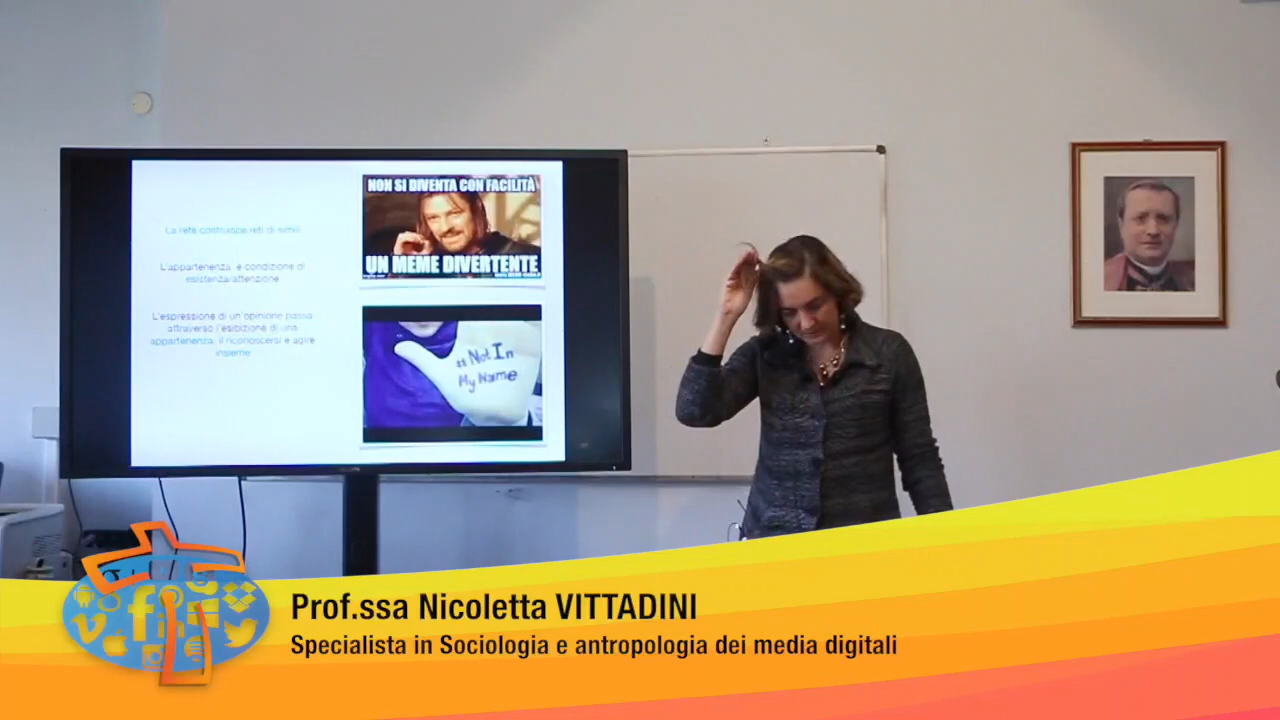 La rete costruisce reti di simili
L'appartenenza è condizione di
esistenza/attenzione
L'espressione di un'opinione passa
attraverso l'esibizione di una
appartenenza, il riconoscersi e agire
insieme
NON SI DIVENTA CON FACILITÀ
UN MEME DIVERTENTE
#NotIn
My Name
Prof.ssa Nicoletta VITTADINI
Specialista in Sociologia e antropologia dei media digitali